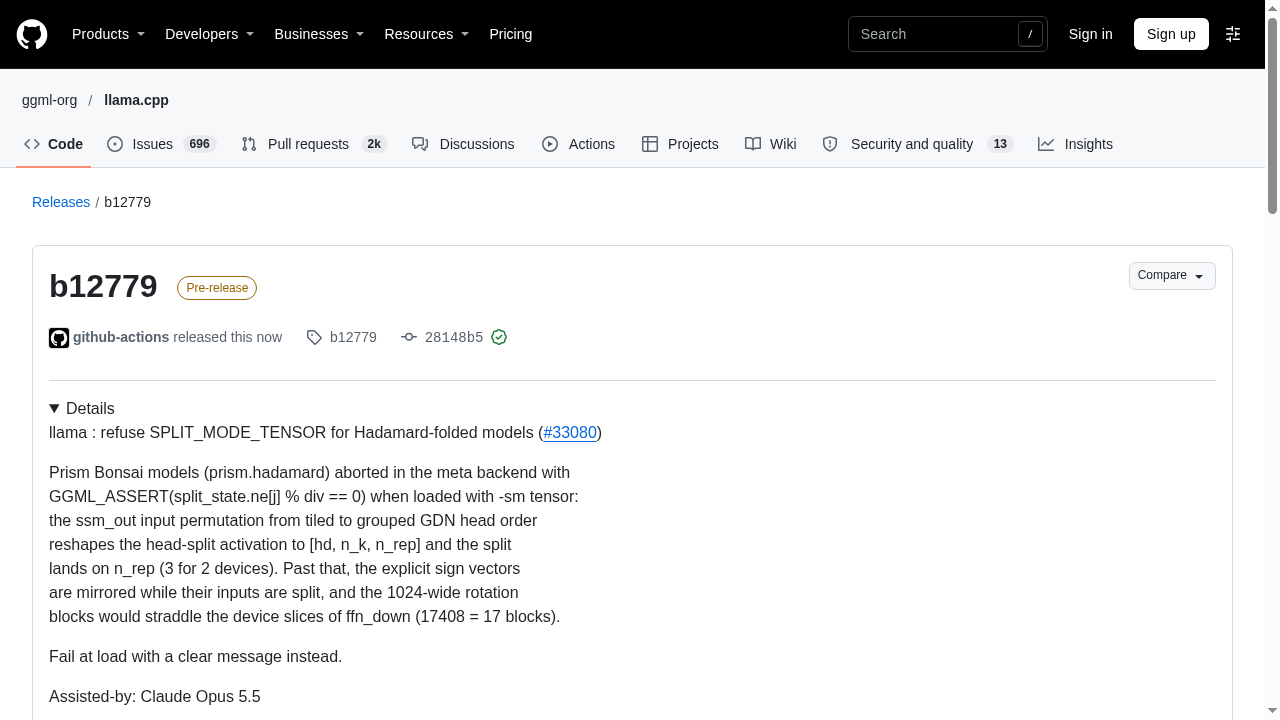 Products Developers Businesses Resources Pricing Search / Sign in Sign up
ggml-org / llama.cpp
Code Issues 696 Pull requests 2k Discussions Actions Projects Wiki Security and quality 13 Insights
Releases / b12779
b12779 Pre-release Compare
github-actions released this now b12779 28148b5
Details
llama : refuse SPLIT_MODE_TENSOR for Hadamard-folded models (#33080)
Prism Bonsai models (prism.hadamard) aborted in the meta backend with
GGML_ASSERT(split_state.ne[j] % div == 0) when loaded with -sm tensor:
the ssm_out input permutation from tiled to grouped GDN head order
reshapes the head-split activation to [hd, n_k, n_rep] and the split
lands on n_rep (3 for 2 devices). Past that, the explicit sign vectors
are mirrored while their inputs are split, and the 1024-wide rotation
blocks would straddle the device slices of ffn_down (17408 = 17 blocks).
Fail at load with a clear message instead.
Assisted-by: Claude Opus 5.5